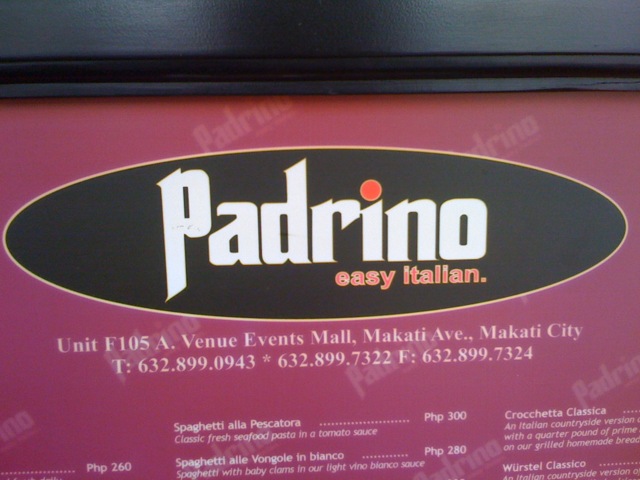 Padrino
easy italian.
Unit F105 A. Venue Events Mall, Makati Ave., Makati City
T: 632.899.0943 * 632.899.7322 F: 632.899.7324
Spaghetti alla Pescatora Php 300
Classic fresh seafood pasta in a tomato sauce
Spaghetti alle Vongole in bianco Php 280
Spaghetti with baby clams in our light vino bianco sauce
Php 260
Crocchetta Classica
An Italian countryside version
with a quarter pound of prime
on our grilled homemade bread
Würstel Classico